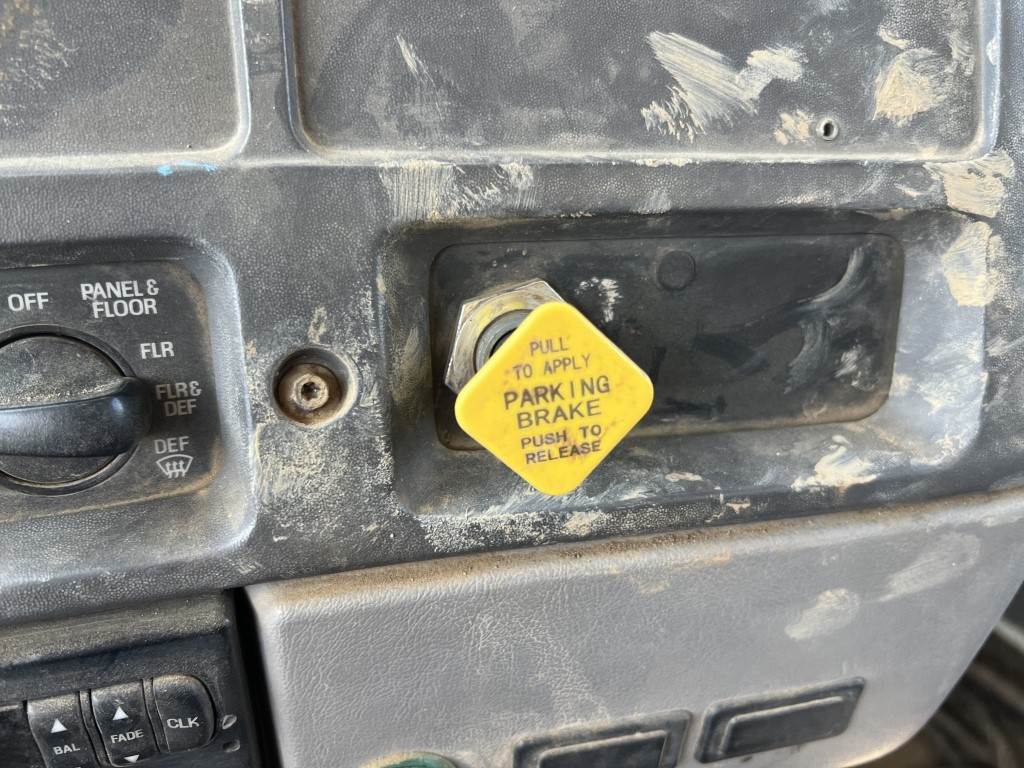 OFF
PANEL &
FLOOR
FLR
FLR &
DEF
DEF
PULL
TO APPLY
PARKING
BRAKE
PUSH TO
RELEASE
BAL
FADE
CLK